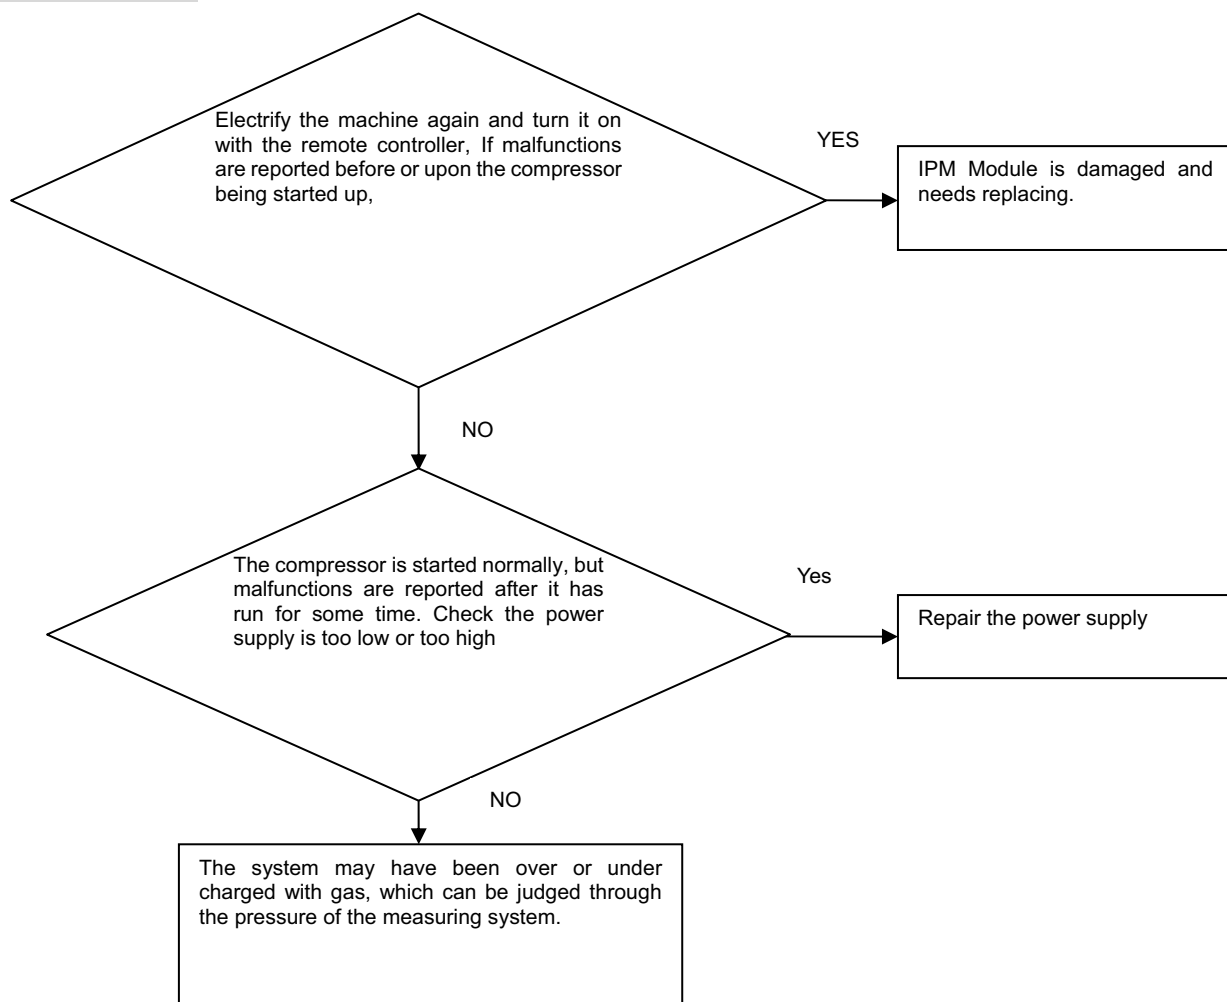 Electrify the machine again and turn it on
with the remote controller, If malfunctions
are reported before or upon the compressor
being started up,
YES
IPM Module is damaged and
needs replacing.
NO
The compressor is started normally, but
malfunctions are reported after it has
run for some time. Check the power
supply is too low or too high
Yes
Repair the power supply
NO
The system may have been over or under
charged with gas, which can be judged through
the pressure of the measuring system.